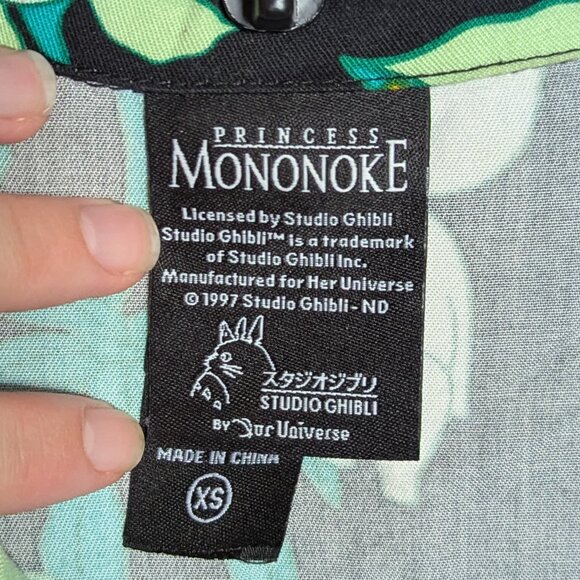 PRINCESS
MONONOKE
Licensed by Studio Ghibli
Studio Ghibli™ is a trademark
of Studio Ghibli Inc.
Manufactured for Her Universe
© 1997 Studio Ghibli - ND
スタジオジブリ
STUDIO GHIBLI
BY Her Universe
MADE IN CHINA
XS